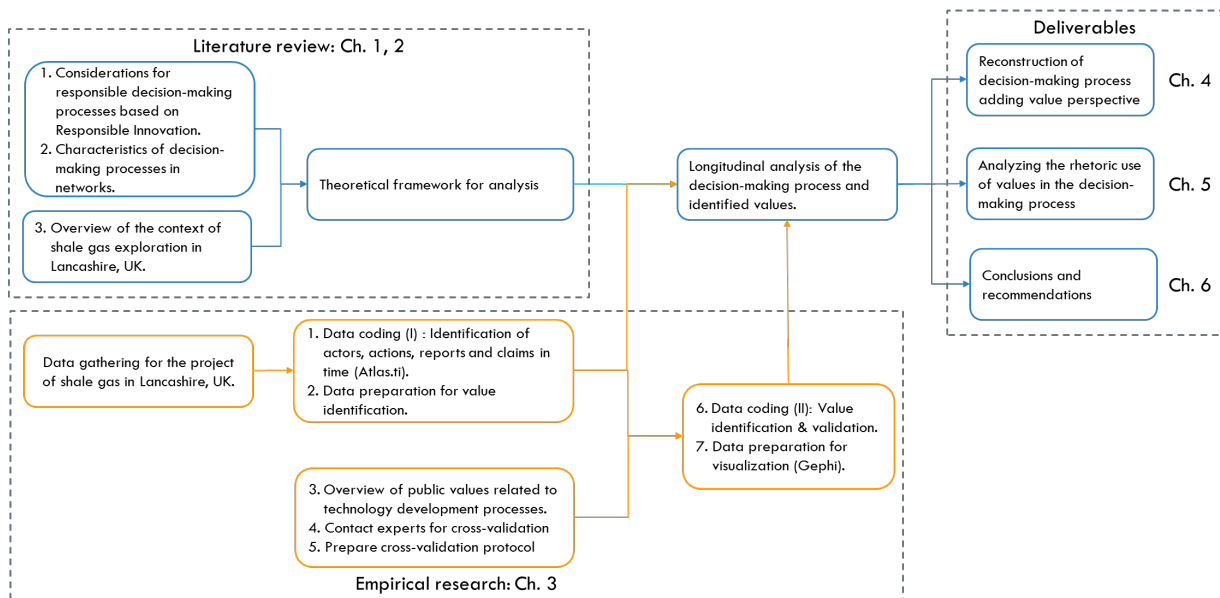 Literature review: Ch. 1, 2
1. Considerations for
responsible decision-making
processes based on
Responsible Innovation.
2. Characteristics of decision-
making processes in
networks.
3. Overview of the context of
shale gas exploration in
Lancashire, UK.
Theoretical framework for analysis
Longitudinal analysis of the
decision-making process and
identified values.
Deliverables
Reconstruction of
decision-making process
adding value perspective
Ch. 4
Analyzing the rhetoric use
of values in the decision-
making process
Ch. 5
Conclusions and
recommendations
Ch. 6
Data gathering for the project
of shale gas in Lancashire, UK.
1. Data coding (I) : Identification of
actors, actions, reports and claims in
time (Atlas.ti).
2. Data preparation for value
identification.
3. Overview of public values related to
technology development processes.
4. Contact experts for cross-validation
5. Prepare cross-validation protocol
6. Data coding (II): Value
identification & validation.
7. Data preparation for
visualization (Gephi).
Empirical research: Ch. 3